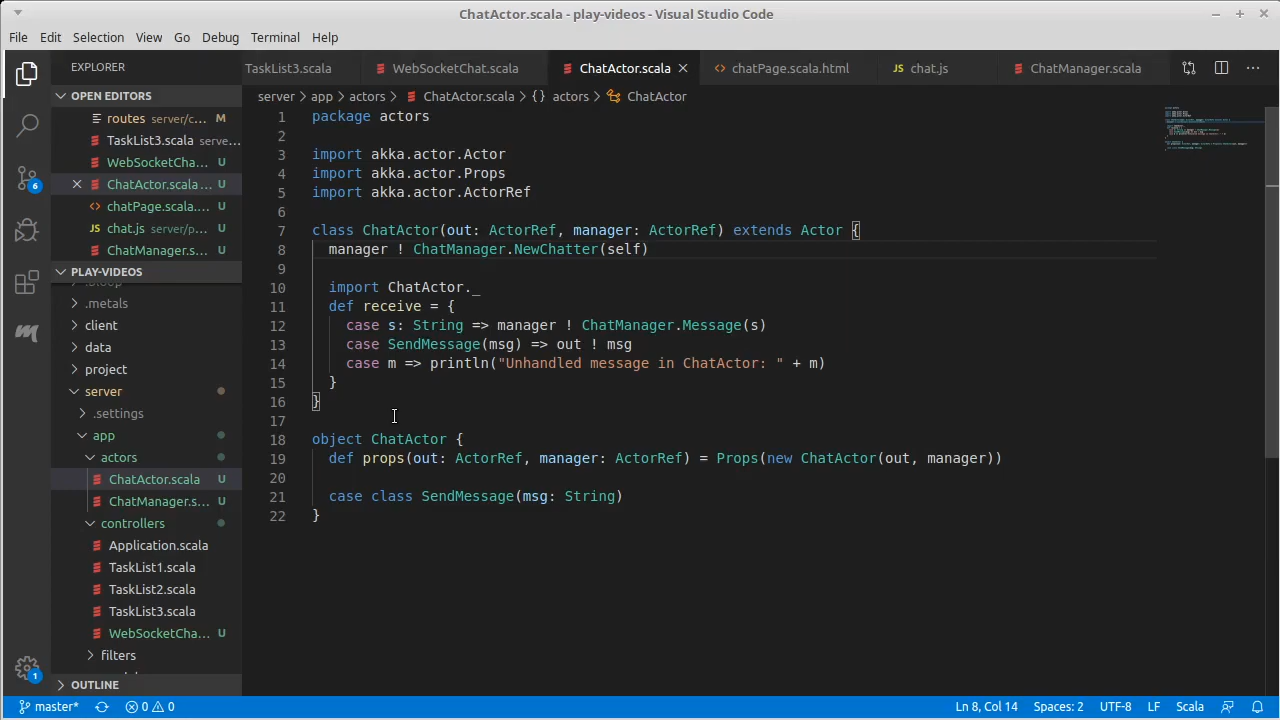 ChatActor.scala - play-videos - Visual Studio Code
File Edit Selection View Go Debug Terminal Help
EXPLORER
TaskList3.scala WebSocketChat.scala ChatActor.scala chatPage.scala.html chat.js ChatManager.scala
OPEN EDITORS
routes server/c... M
TaskList3.scala serve...
WebSocketCha... U
ChatActor.scala ... U
chatPage.scala.... U
chat.js server/p... U
ChatManager.s... U
PLAY-VIDEOS
.metals
client
data
project
server
.settings
app
actors
ChatActor.scala U
ChatManager.s... U
controllers
Application.scala
TaskList1.scala
TaskList2.scala
TaskList3.scala
WebSocketCha... U
filters
OUTLINE
server > app > actors > ChatActor.scala > {} actors > ChatActor
1 package actors
2
3 import akka.actor.Actor
4 import akka.actor.Props
5 import akka.actor.ActorRef
6
7 class ChatActor(out: ActorRef, manager: ActorRef) extends Actor {
8   manager ! ChatManager.NewChatter(self)
9
10   import ChatActor._
11   def receive = {
12     case s: String => manager ! ChatManager.Message(s)
13     case SendMessage(msg) => out ! msg
14     case m => println("Unhandled message in ChatActor: " + m)
15   }
16 }
17
18 object ChatActor {
19   def props(out: ActorRef, manager: ActorRef) = Props(new ChatActor(out, manager))
20
21   case class SendMessage(msg: String)
22 }
6
1
master* 0 0 Ln 8, Col 14 Spaces: 2 UTF-8 LF Scala